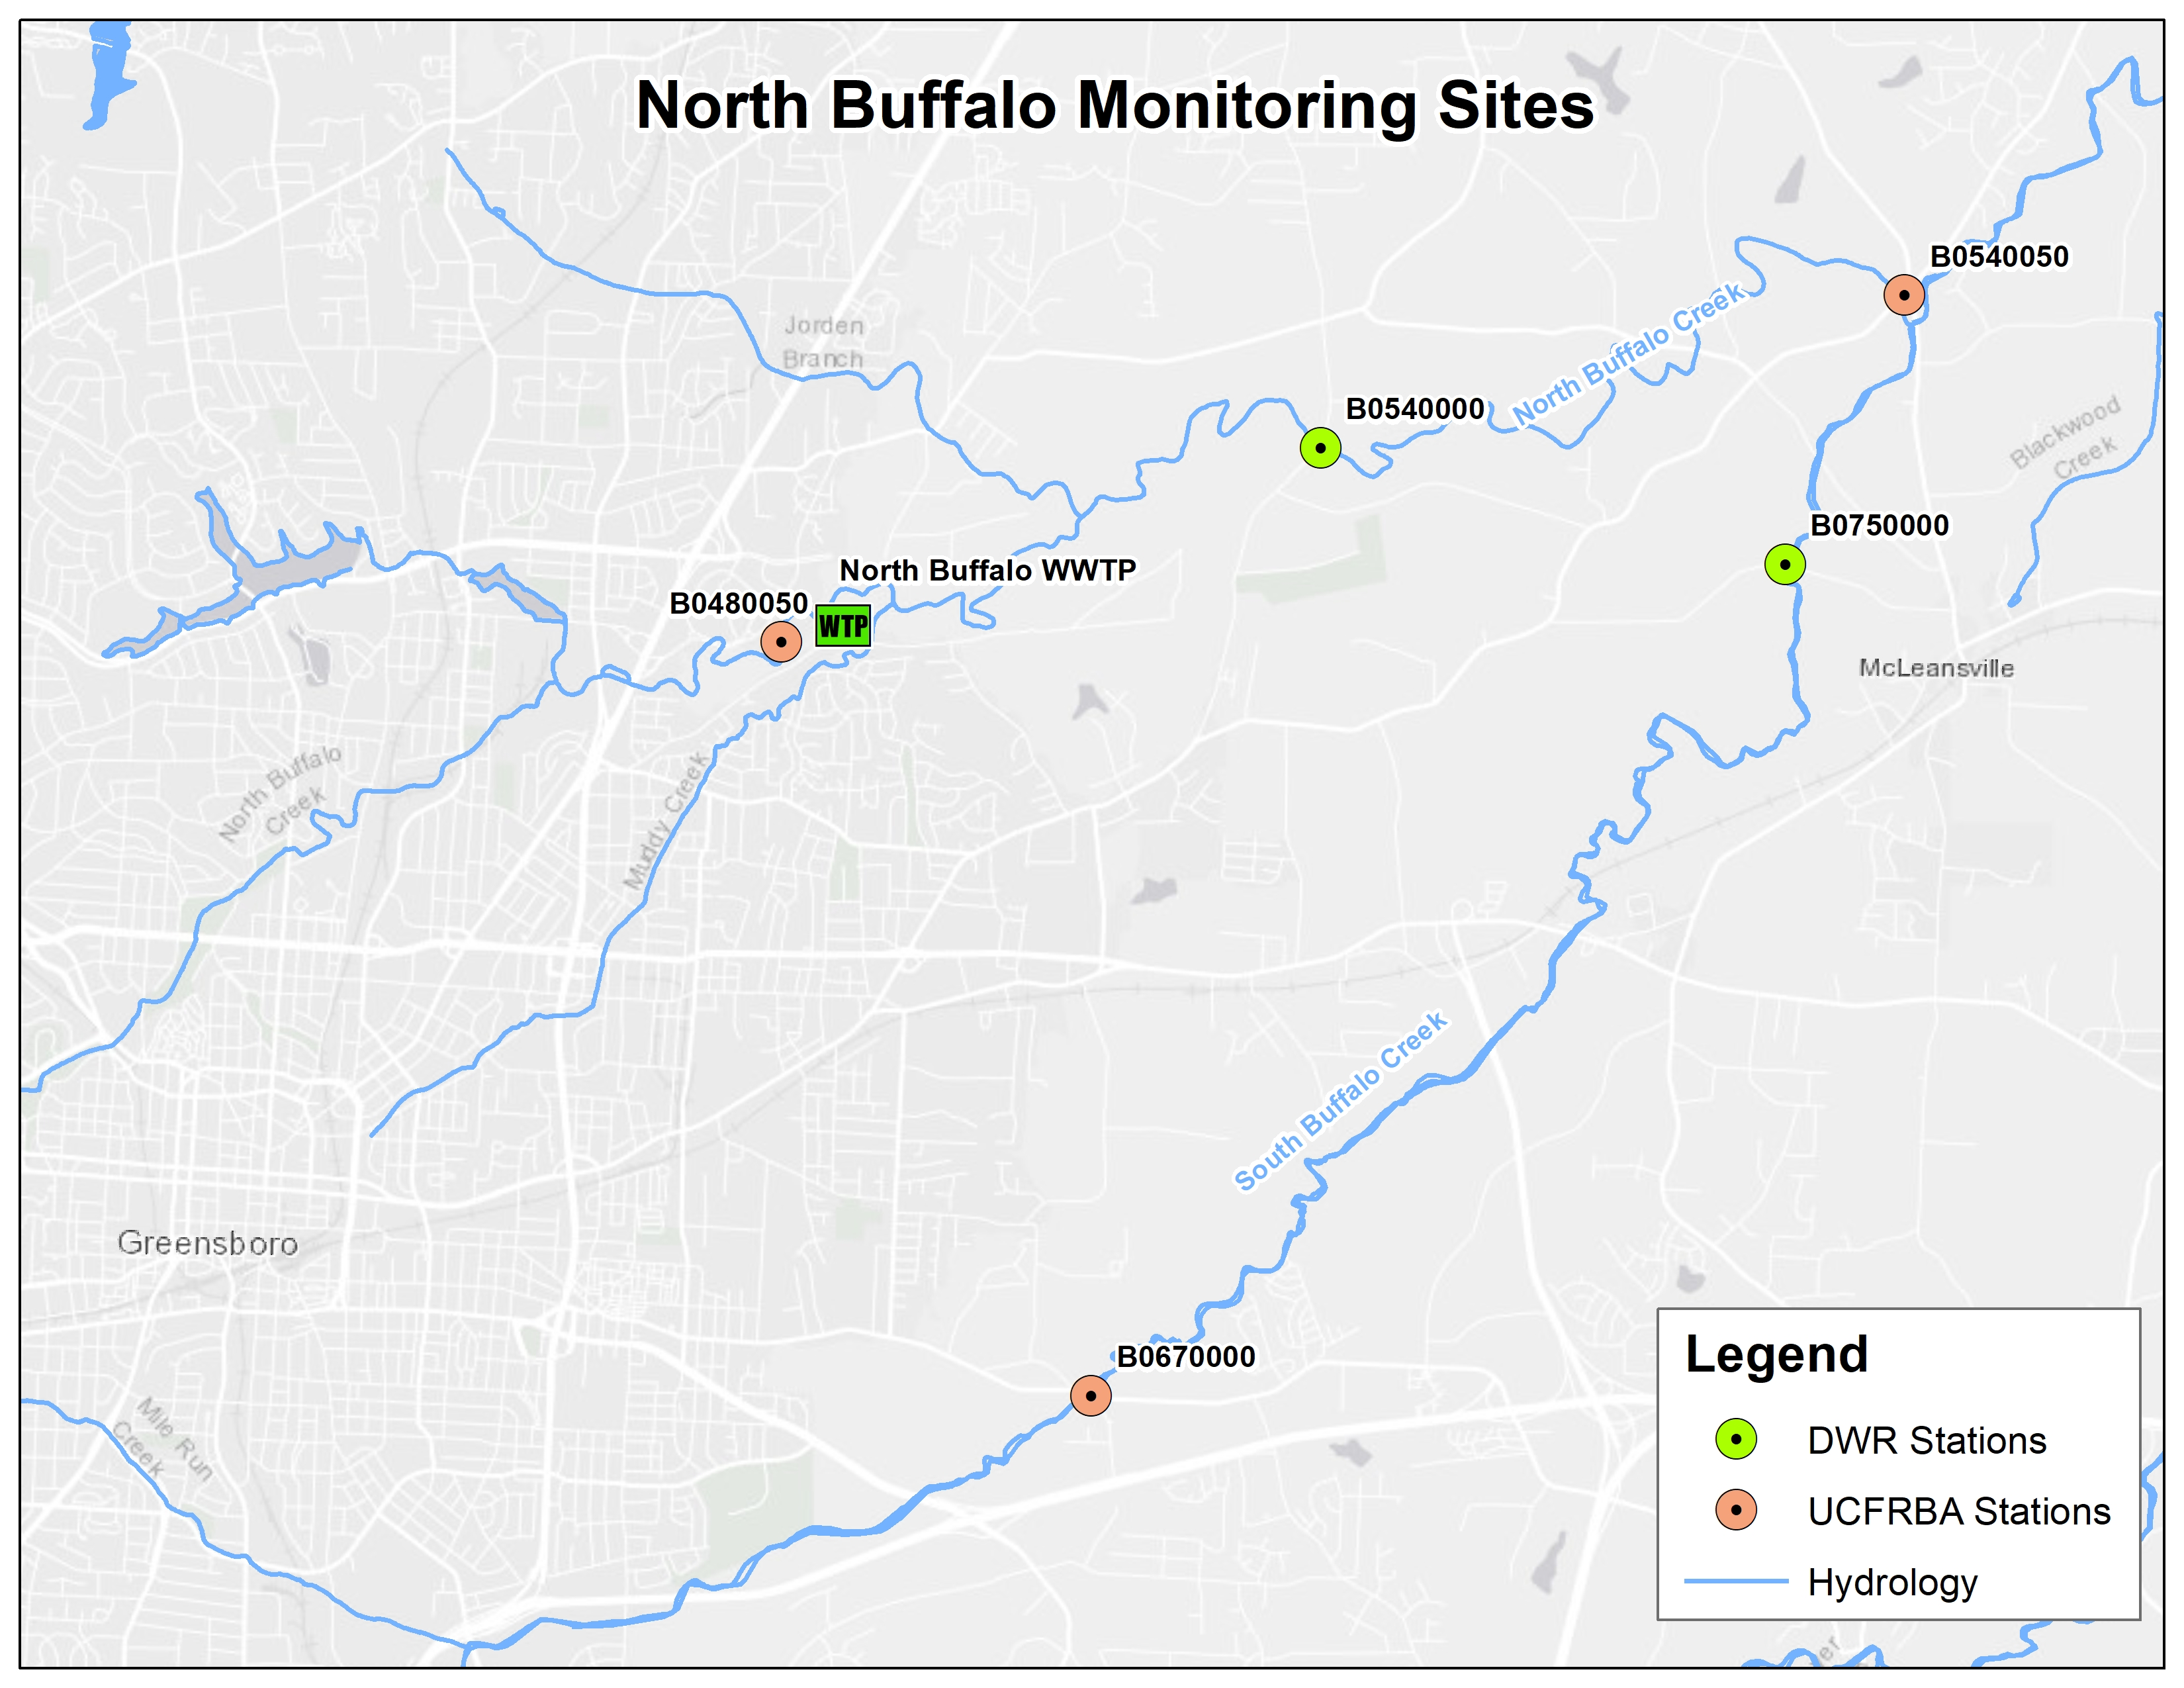 North Buffalo Monitoring Sites
B0540050
Jorden
Branch
North Buffalo Creek
B0540000
Blackwood
Creek
B0750000
North Buffalo WWTP
B0480050
WTP
McLeansville
North Buffalo
Creek
Muddy Creek
South Buffalo Creek
Greensboro
B0670000
Mile Run
Creek
Legend
DWR Stations
UCFRBA Stations
Hydrology